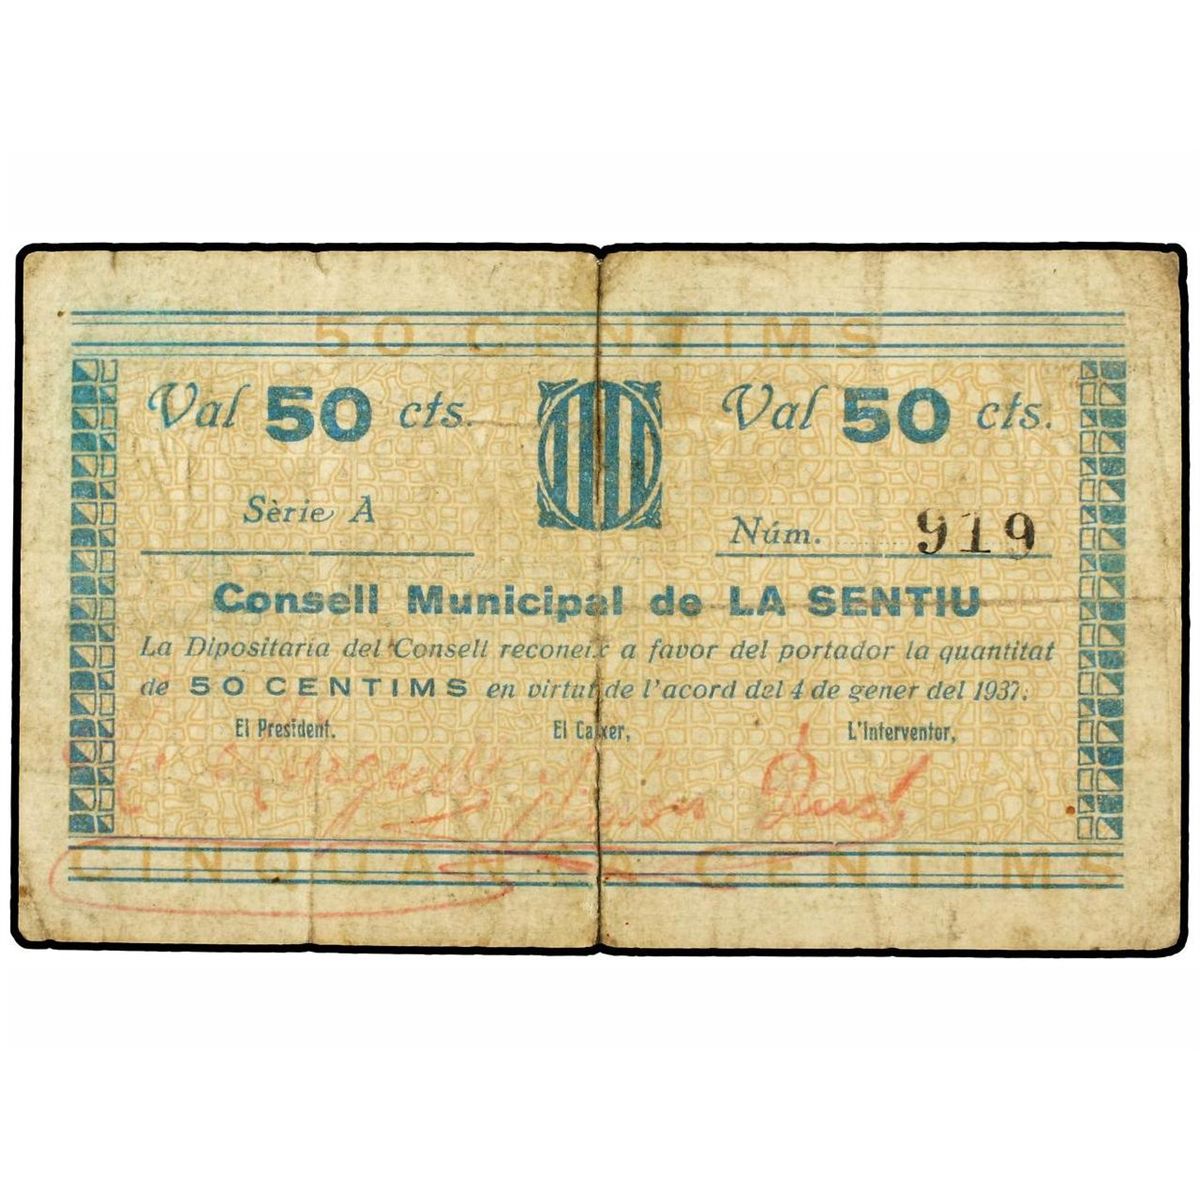 50 CENTIMS
Val 50 cts. Val 50 cts.
Sèrie A
Núm. 919
Consell Municipal de LA SENTIU
La Dipositaria del Consell reconeix a favor del portador la quantitat
de 50 CENTIMS en virtut de l'acord del 4 de gener del 1937.
El President. El Caixer, L'Interventor,
CINQUANTA CENTIMS